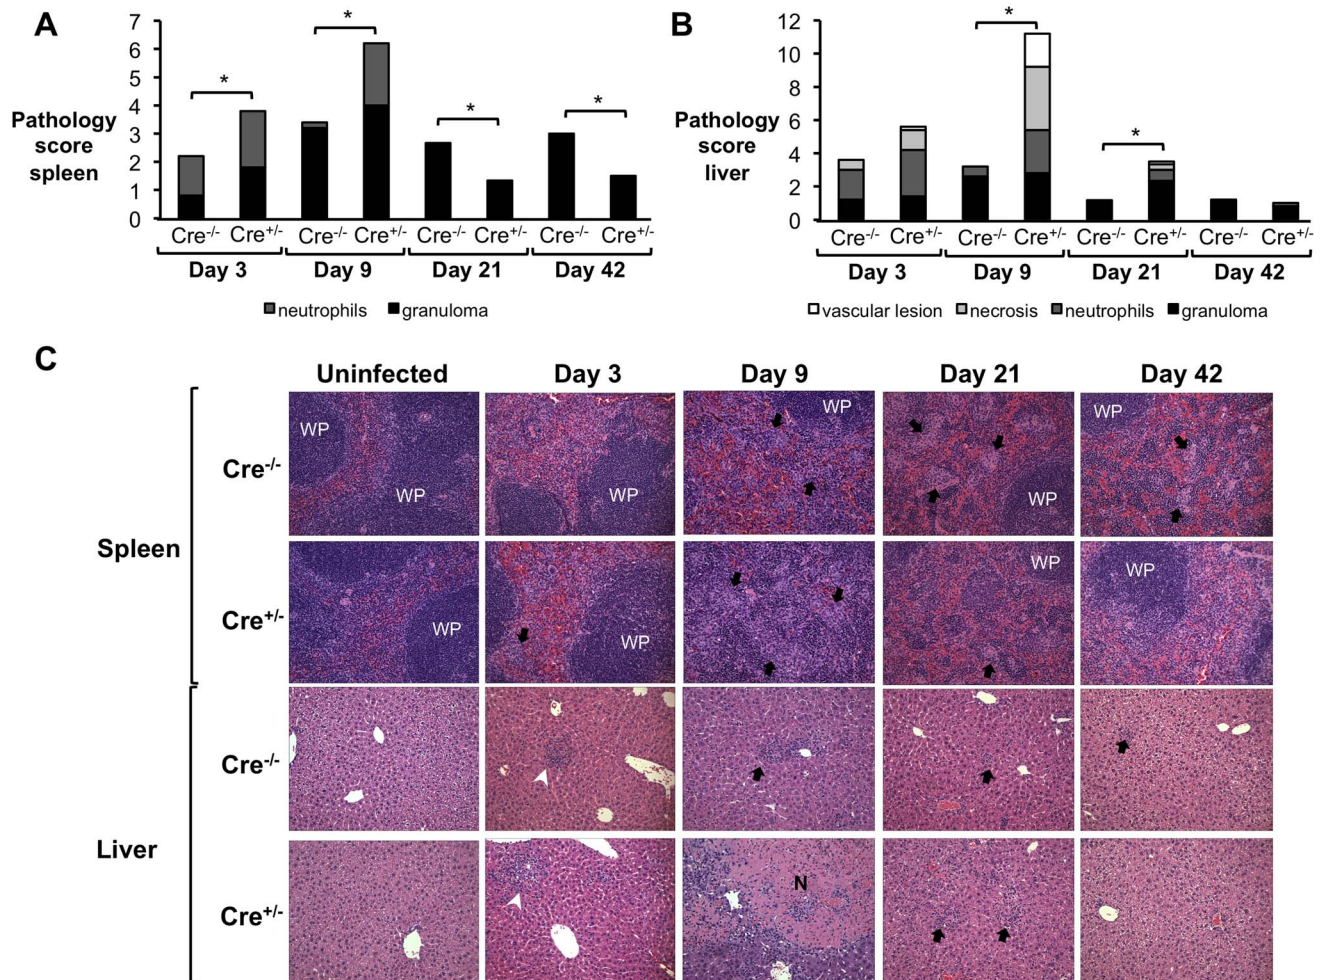 A
7
6
5
4
3
2
1
0
Pathology
score
spleen
*
*
*
*
Cre-/- Cre+/- Cre-/- Cre+/- Cre-/- Cre+/- Cre-/- Cre+/-
Day 3 Day 9 Day 21 Day 42
neutrophils granuloma
B
12
10
8
6
4
2
0
Pathology
score
liver
*
*
Cre-/- Cre+/- Cre-/- Cre+/- Cre-/- Cre+/- Cre-/- Cre+/-
Day 3 Day 9 Day 21 Day 42
vascular lesion necrosis neutrophils granuloma
C
Uninfected Day 3 Day 9 Day 21 Day 42
Spleen
Cre-/-
WP
WP
WP
WP
WP
WP
Cre+/-
WP
WP
WP
WP
Liver
Cre-/-
Cre+/-
N